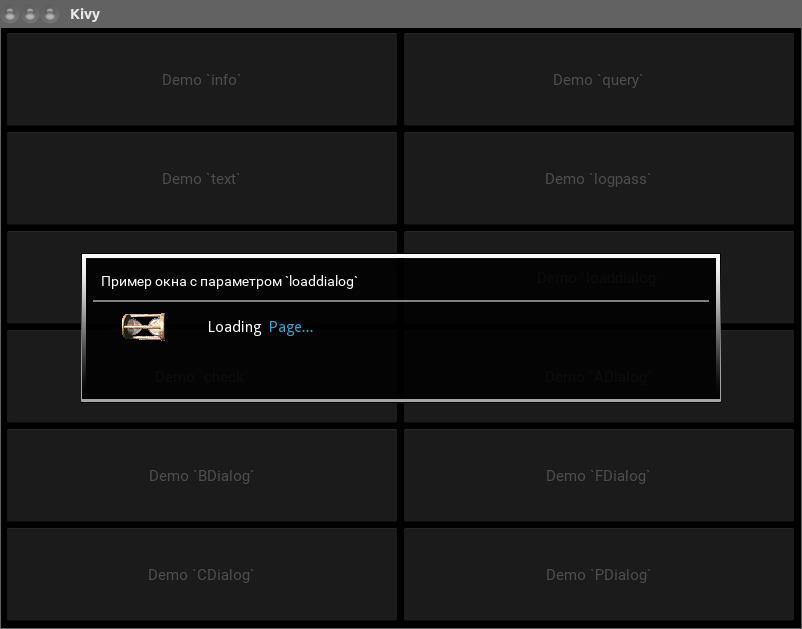 Kivy
Demo `info`
Demo `query`
Demo `text`
Demo `logpass`
Demo `loaddialog
Пример окна с параметром `loaddialog`
Loading Page...
Demo `check`
Demo `ADialog`
Demo `BDialog`
Demo `FDialog`
Demo `CDialog`
Demo `PDialog`